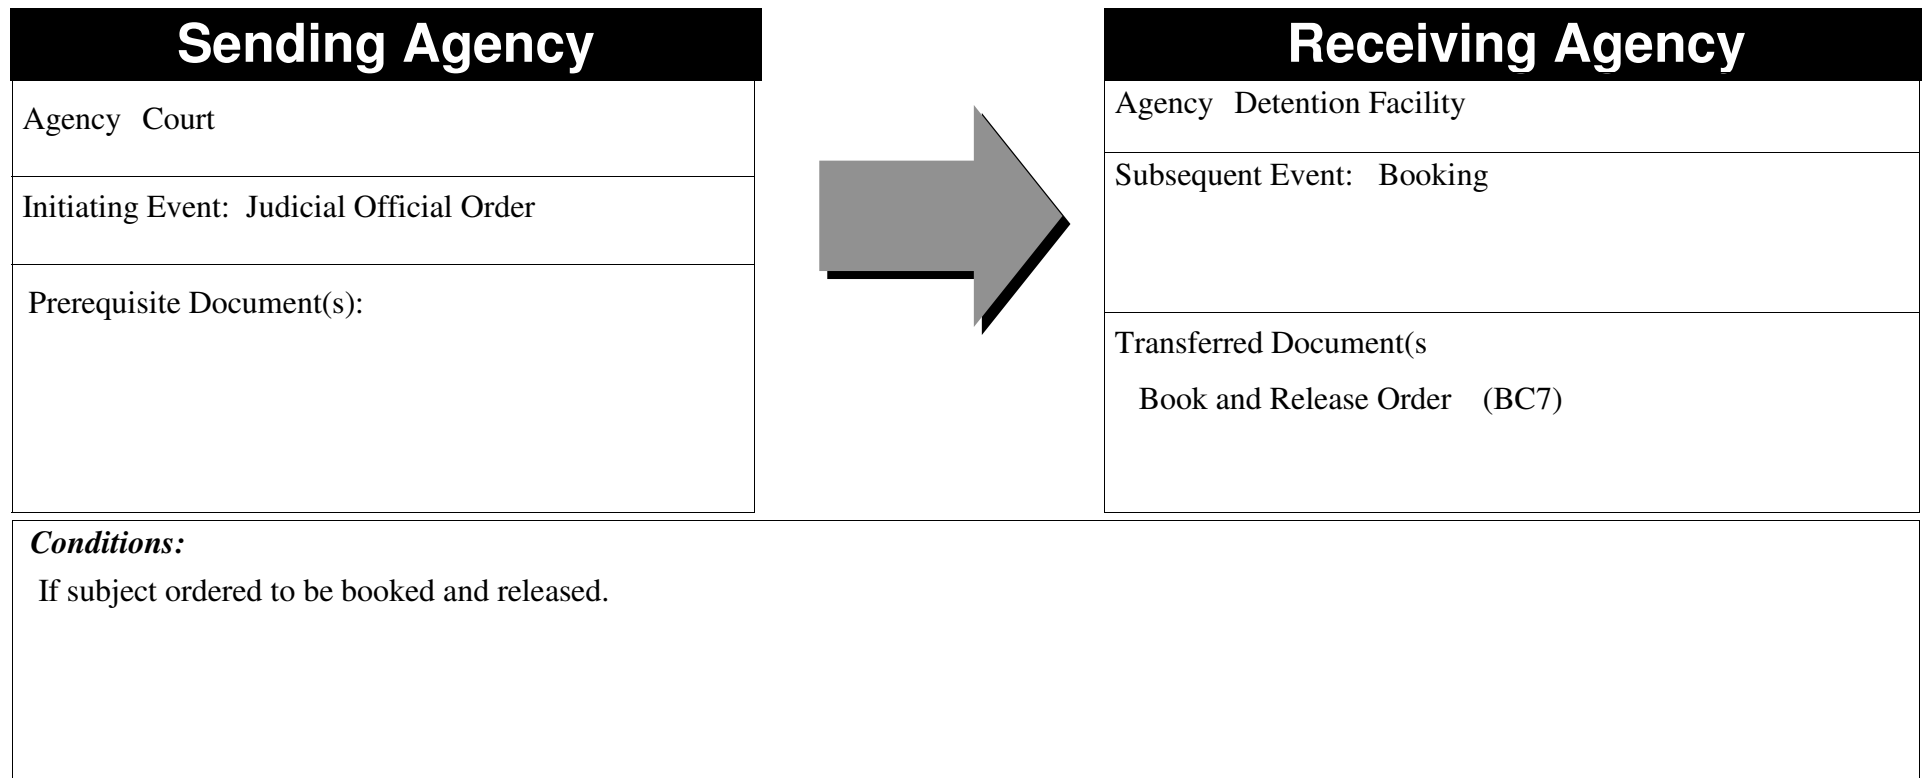 Sending Agency
Agency Court
Initiating Event: Judicial Official Order
Prerequisite Document(s):
Receiving Agency
Agency Detention Facility
Subsequent Event: Booking
Transferred Document(s
Book and Release Order (BC7)
Conditions:
If subject ordered to be booked and released.